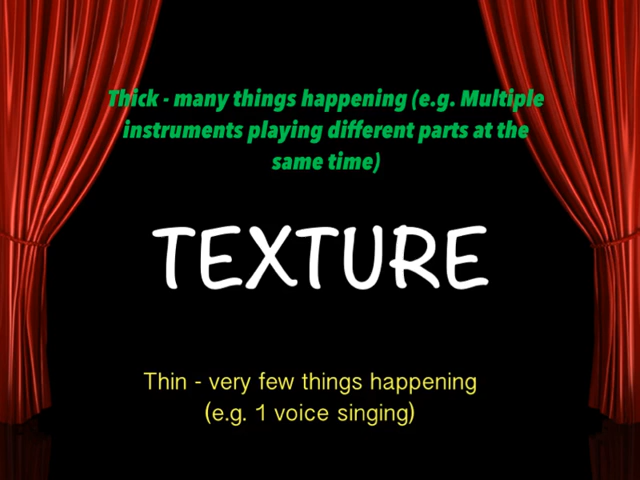 Thick - many things happening (e.g. Multiple
instruments playing different parts at the
same time)
TEXTURE
Thin - very few things happening
(e.g. 1 voice singing)